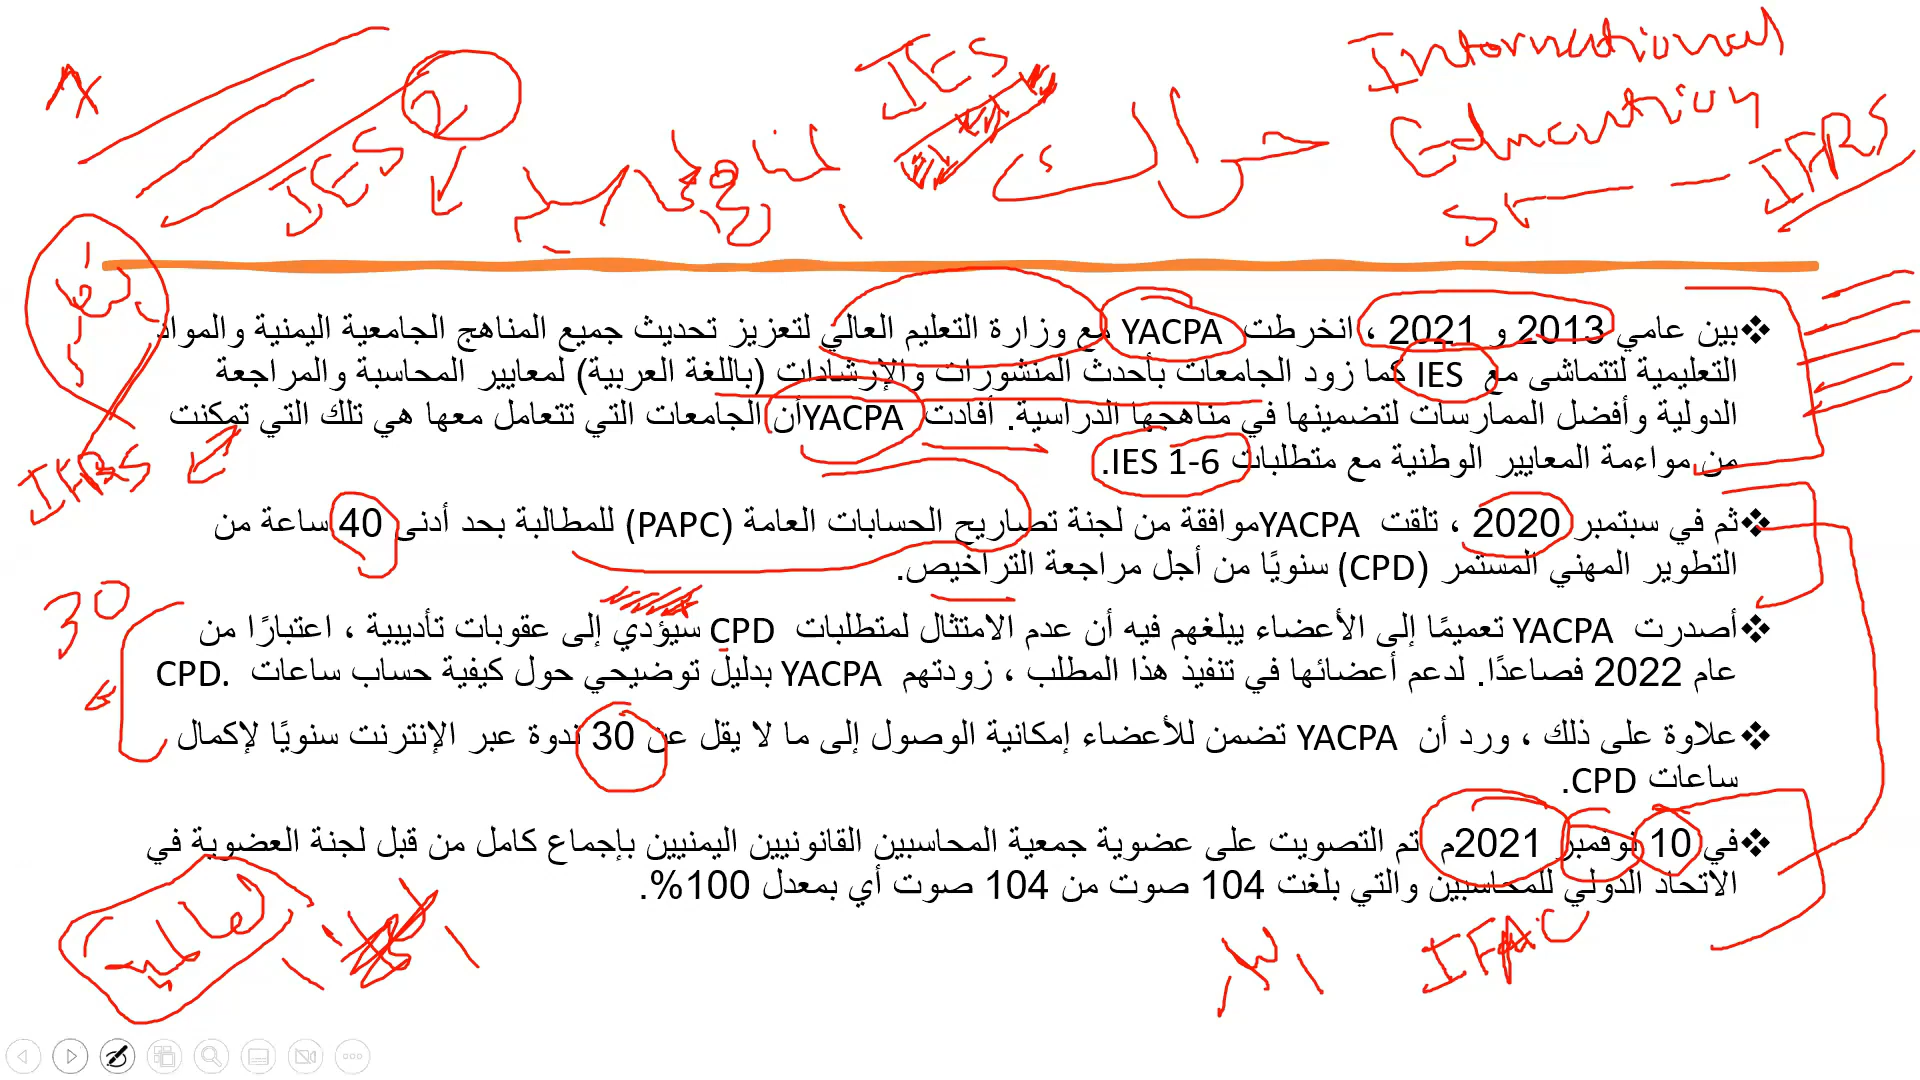 International
IES
Education
IFRS
IES
بين عامي 2013 و 2021 ، انخرطت YACPA مع وزارة التعليم العالي لتعزيز تحديث جميع المناهج الجامعية اليمنية والمواد
التعليمية لتتماشى مع IES كما زود الجامعات بأحدث المنشورات والإرشادات (باللغة العربية) لمعايير المحاسبة والمراجعة
الدولية وأفضل الممارسات لتضمينها في مناهجها الدراسية. أفادت YACPAأن الجامعات التي تتعامل معها هي تلك التي تمكنت
من مواءمة المعايير الوطنية مع متطلبات IES 1-6.
IFRS
ثم في سبتمبر 2020 ، تلقت YACPAموافقة من لجنة تصاريح الحسابات العامة (PAPC) للمطالبة بحد أدنى 40 ساعة من
التطوير المهني المستمر (CPD) سنويًا من أجل مراجعة التراخيص.
30
أصدرت YACPA تعميمًا إلى الأعضاء يبلغهم فيه أن عدم الامتثال لمتطلبات CPD سيؤدي إلى عقوبات تأديبية ، اعتبارًا من
عام 2022 فصاعدًا. لدعم أعضائها في تنفيذ هذا المطلب ، زودتهم YACPA بدليل توضيحي حول كيفية حساب ساعات CPD.
علاوة على ذلك ، ورد أن YACPA تضمن للأعضاء إمكانية الوصول إلى ما لا يقل عن 30 ندوة عبر الإنترنت سنويًا لإكمال
ساعات CPD.
في 10 نوفمبر 2021م تم التصويت على عضوية جمعية المحاسبين القانونيين اليمنيين بإجماع كامل من قبل لجنة العضوية في
الاتحاد الدولي للمحاسبين والتي بلغت 104 صوت من 104 صوت أي بمعدل 100%.
IFAC